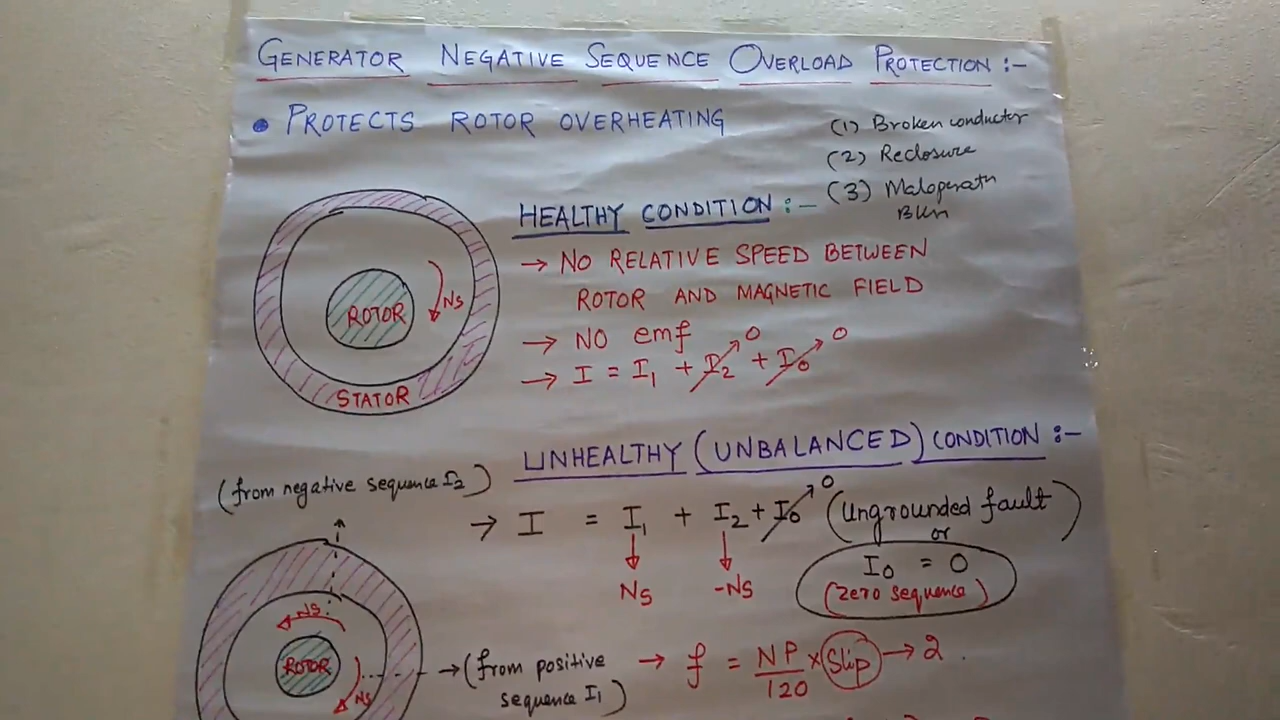 GENERATOR NEGATIVE SEQUENCE OVERLOAD PROTECTION :-
• PROTECTS ROTOR OVERHEATING
(1) Broken conductor
(2) Reclosure
(3) Maloperatn
HEALTHY CONDITION :-
→ NO RELATIVE SPEED BETWEEN
ROTOR AND MAGNETIC FIELD
→ NO emf
→ I = I₁ + I₂ 0 + I₀ 0
ROTOR
Ns
STATOR
UNHEALTHY (UNBALANCED) CONDITION :-
(from negative sequence I₂)
→ I = I₁ + I₂ + I₀ 0 (Ungrounded fault)
or
I₀ = 0
(zero sequence)
Ns
-Ns
Ns
ROTOR
Ns
→ (from positive
sequence I₁)
→ f = NP/120 × Slip → 2